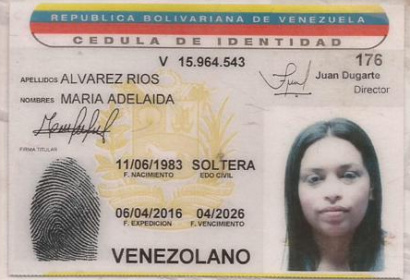 REPUBLICA BOLIVARIANA DE VENEZUELA
CEDULA DE IDENTIDAD
V 15.964.543
176
APELLIDOS ALVAREZ RIOS
Juan Dugarte
Director
NOMBRES MARIA ADELAIDA
FIRMA TITULAR
11/06/1983 SOLTERA
F. NACIMIENTO EDO CIVIL
06/04/2016 04/2026
F. EXPEDICION F. VENCIMIENTO
VENEZOLANO